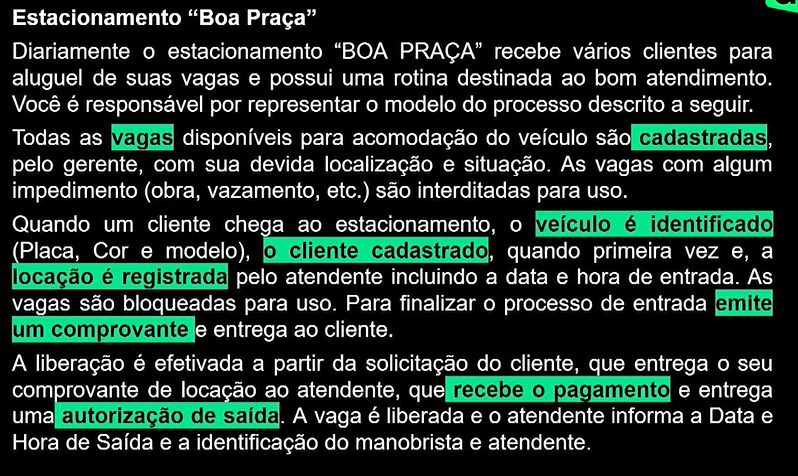 Estacionamento “Boa Praça”
Diariamente o estacionamento “BOA PRAÇA” recebe vários clientes para
aluguel de suas vagas e possui uma rotina destinada ao bom atendimento.
Você é responsável por representar o modelo do processo descrito a seguir.
Todas as vagas disponíveis para acomodação do veículo são cadastradas,
pelo gerente, com sua devida localização e situação. As vagas com algum
impedimento (obra, vazamento, etc.) são interditadas para uso.
Quando um cliente chega ao estacionamento, o veículo é identificado
(Placa, Cor e modelo), o cliente cadastrado, quando primeira vez e, a
locação é registrada pelo atendente incluindo a data e hora de entrada. As
vagas são bloqueadas para uso. Para finalizar o processo de entrada emite
um comprovante e entrega ao cliente.
A liberação é efetivada a partir da solicitação do cliente, que entrega o seu
comprovante de locação ao atendente, que recebe o pagamento e entrega
uma autorização de saída. A vaga é liberada e o atendente informa a Data e
Hora de Saída e a identificação do manobrista e atendente.